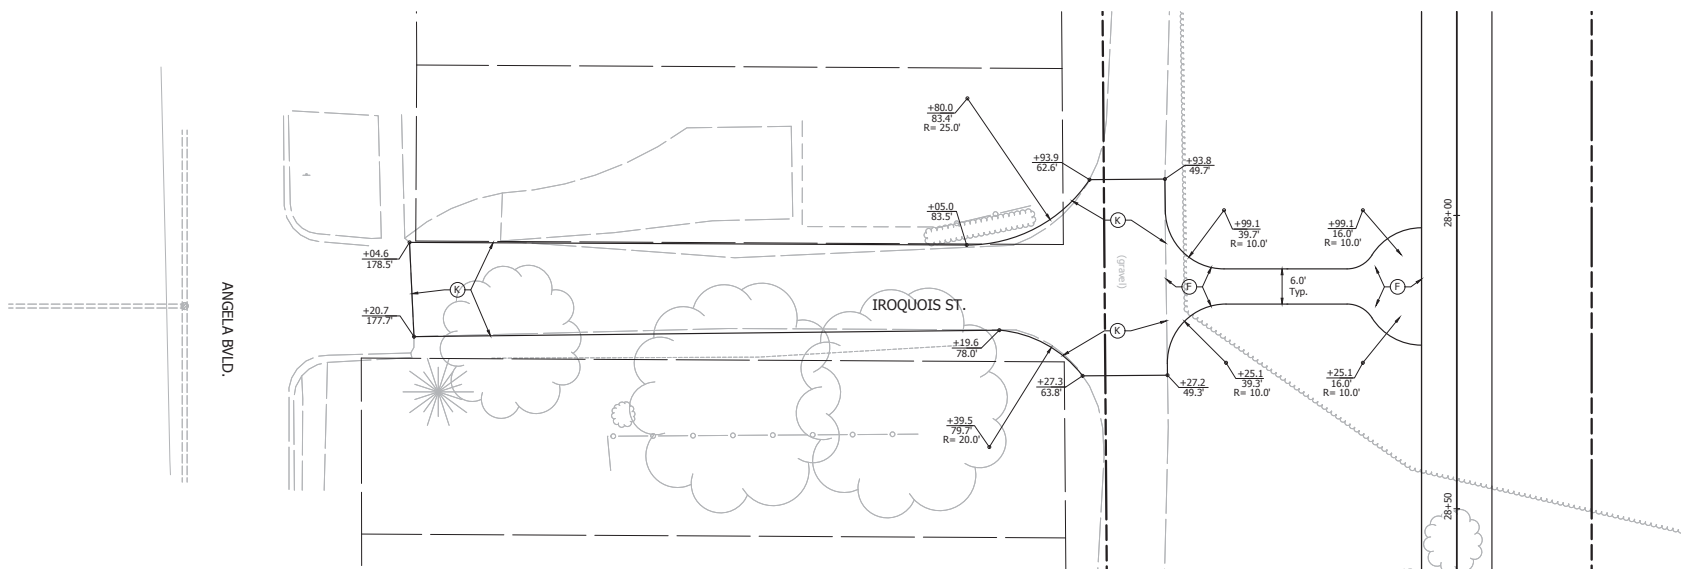 +80.0
83.4'
R= 25.0'
+93.9
62.6'
+93.8
49.7'
+05.0
83.5'
K
+99.1
39.7'
R= 10.0'
+99.1
16.0'
R= 10.0'
28+00
+04.6
178.5'
K
(gravel)
F
6.0'
Typ.
F
ANGELA BVLD.
IROQUOIS ST.
+20.7
177.7'
K
+19.6
78.0'
+27.3
63.8'
+27.2
49.3'
+25.1
39.3'
R= 10.0'
+25.1
16.0'
R= 10.0'
+39.5
79.7'
R= 20.0'
28+50